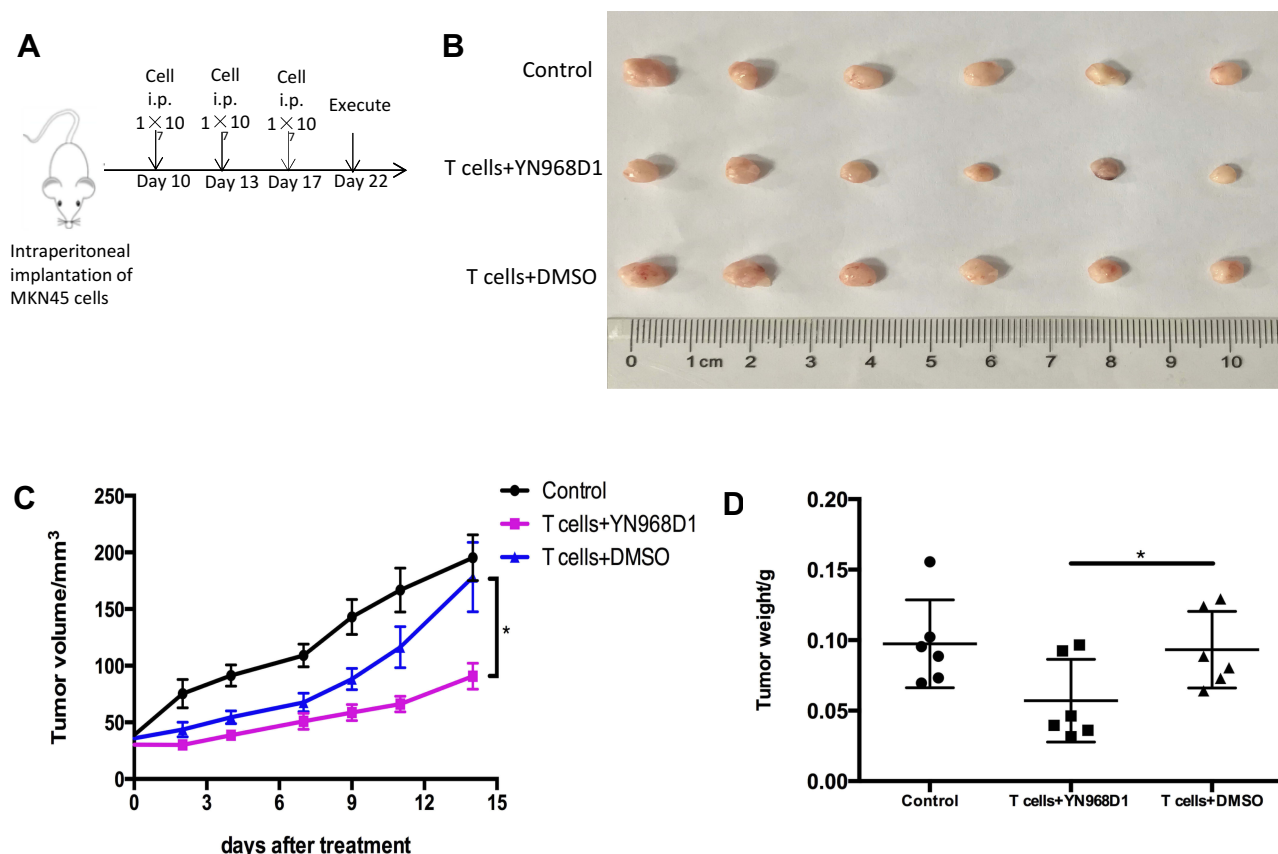 A
Cell
i.p.
1×10
7
Cell
i.p.
1×10
7
Cell
i.p.
1×10
7
Execute
Day 10
Day 13
Day 17
Day 22
Intraperitoneal
implantation of
MKN45 cells
B
Control
T cells+YN968D1
T cells+DMSO
0 1 cm 2 3 4 5 6 7 8 9 10
C
Tumor volume/mm³
250
200
150
100
50
0
0 3 6 9 12 15
days after treatment
Control
T cells+YN968D1
T cells+DMSO
*
D
Tumor weight/g
0.20
0.15
0.10
0.05
0.00
*
Control T cells+YN968D1 T cells+DMSO